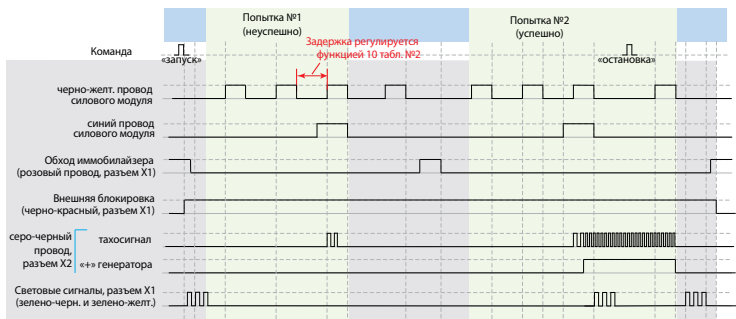 Попытка №1
(неуспешно)
Попытка №2
(успешно)
Задержка регулируется
функцией 10 табл. №2
Команда
«запуск»
«остановка»
черно-желт. провод
силового модуля
синий провод
силового модуля
Обход иммобилайзера
(розовый провод, разъем X1)
Внешняя блокировка
(черно-красный, разъем X1)
серо-черный
провод,
разъем X2
тахосигнал
«+» генератора
Световые сигналы, разъем X1
(зелено-черн. и зелено-желт.)